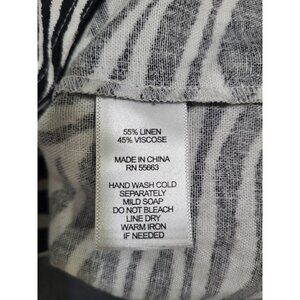 55% LINEN
45% VISCOSE
MADE IN CHINA
RN 55663
HAND WASH COLD
SEPARATELY
MILD SOAP
DO NOT BLEACH
LINE DRY
WARM IRON
IF NEEDED